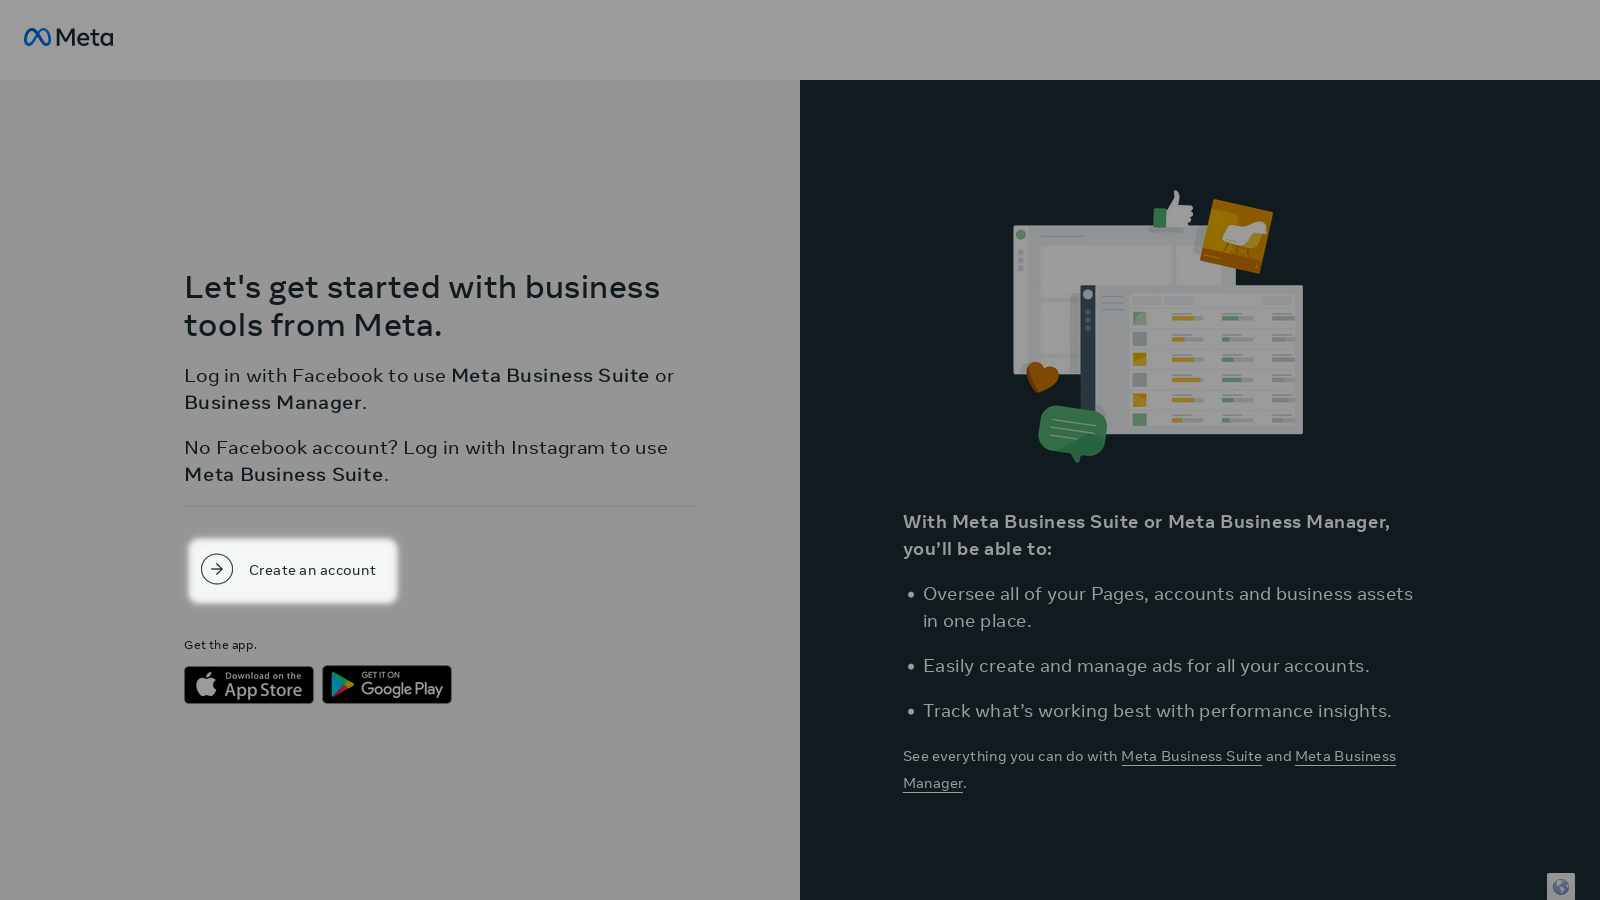 Meta
Let's get started with business
tools from Meta.
Log in with Facebook to use Meta Business Suite or
Business Manager.
No Facebook account? Log in with Instagram to use
Meta Business Suite.
Create an account
Get the app.
Download on the
App Store
GET IT ON
Google Play
With Meta Business Suite or Meta Business Manager,
you’ll be able to:
• Oversee all of your Pages, accounts and business assets
in one place.
• Easily create and manage ads for all your accounts.
• Track what’s working best with performance insights.
See everything you can do with Meta Business Suite and Meta Business
Manager.